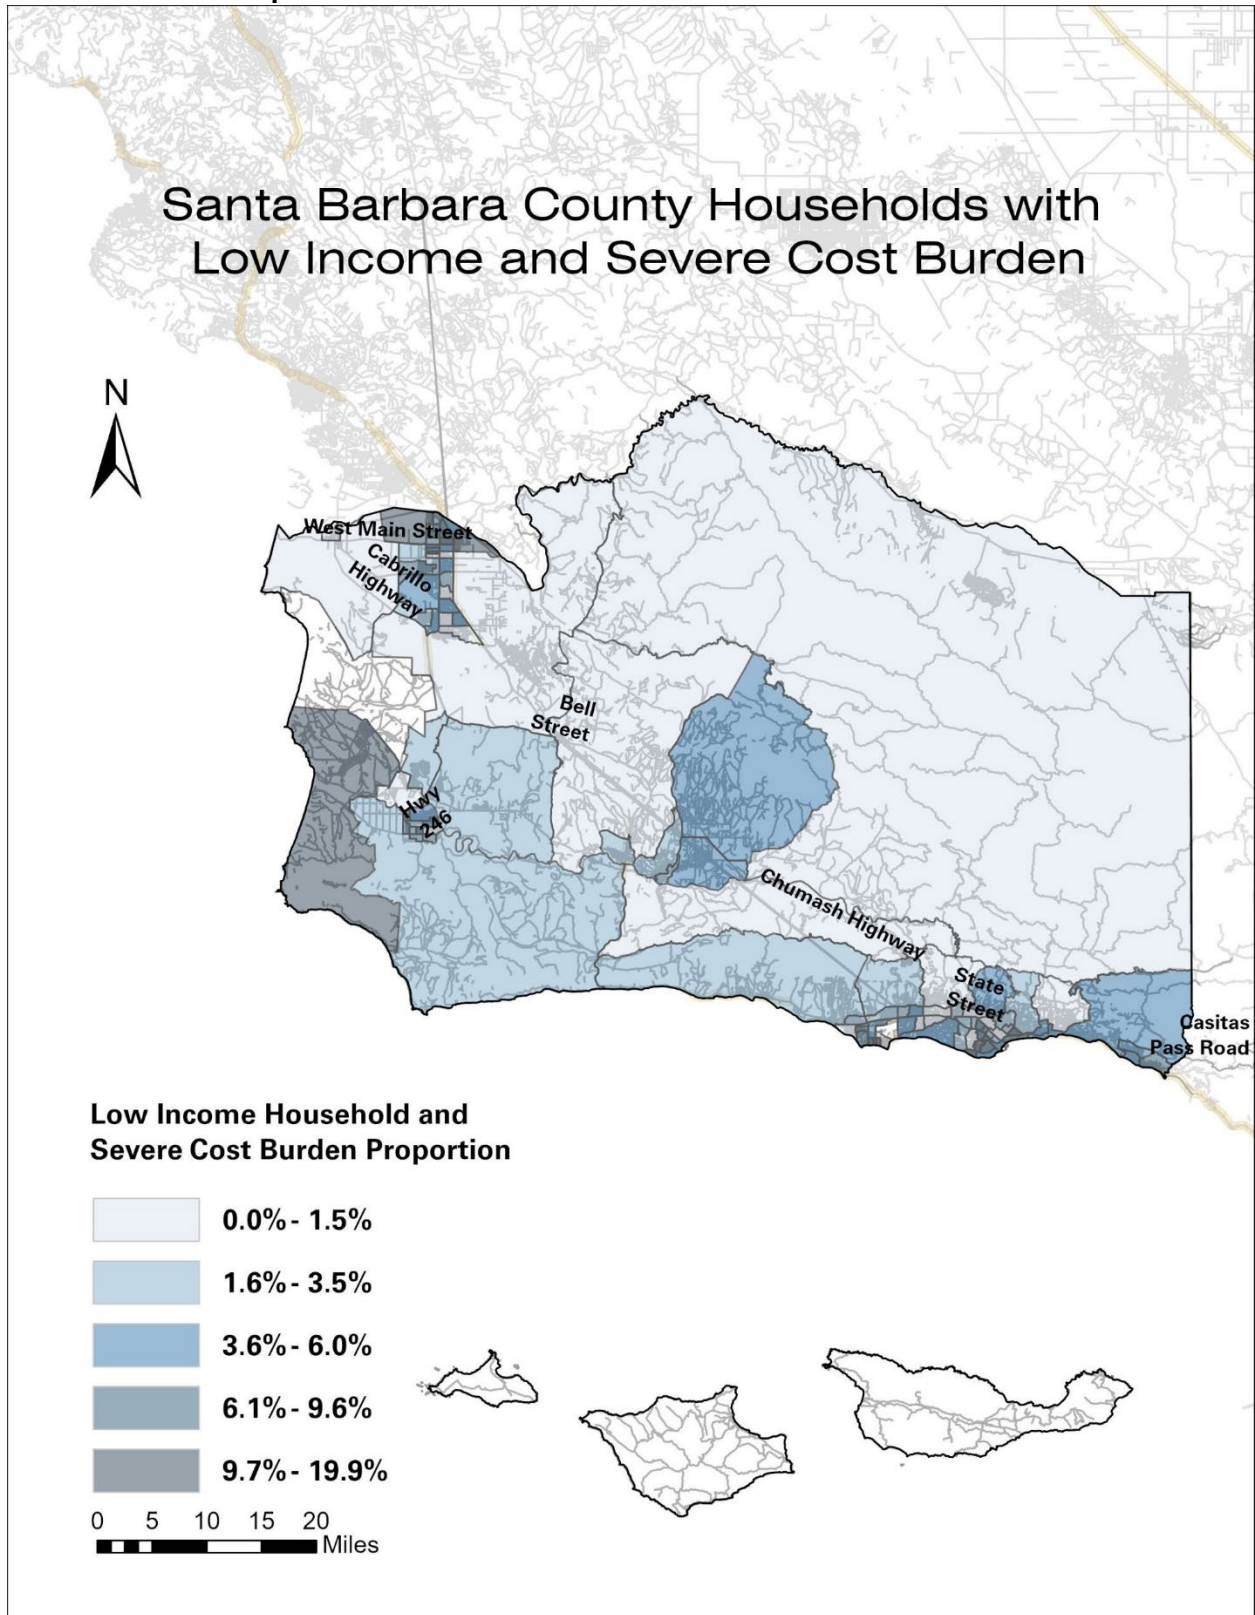 Santa Barbara County Households with
Low Income and Severe Cost Burden
N
West Main Street
Cabrillo
Highway
Bell
Street
Hwy
246
Chumash Highway
State
Street
Casitas
Pass Road
Low Income Household and
Severe Cost Burden Proportion
0.0% - 1.5%
1.6% - 3.5%
3.6% - 6.0%
6.1% - 9.6%
9.7% - 19.9%
0 5 10 15 20
Miles